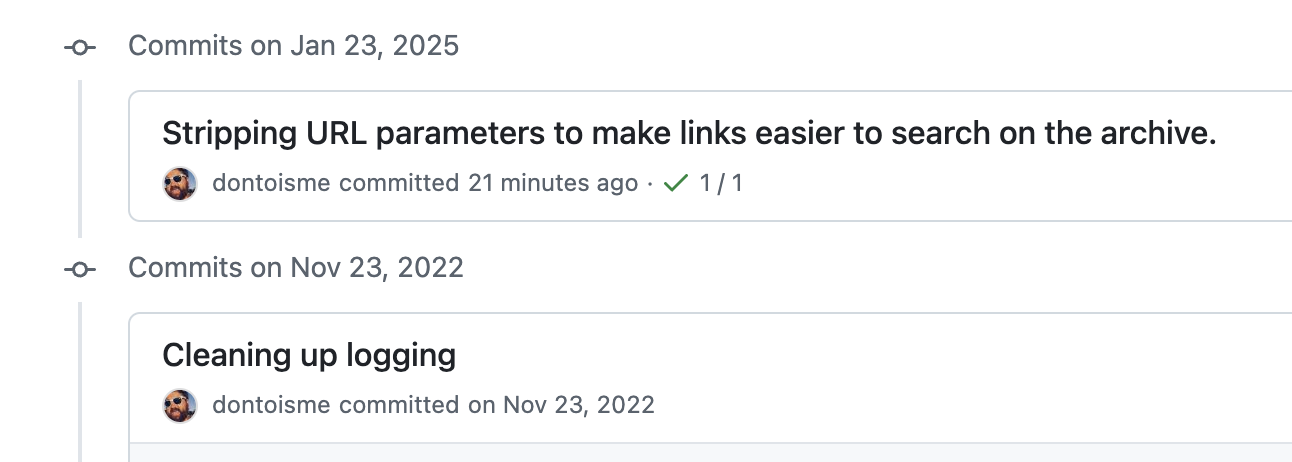 Commits on Jan 23, 2025
Stripping URL parameters to make links easier to search on the archive.
dontoisme committed 21 minutes ago · ✓ 1 / 1
Commits on Nov 23, 2022
Cleaning up logging
dontoisme committed on Nov 23, 2022